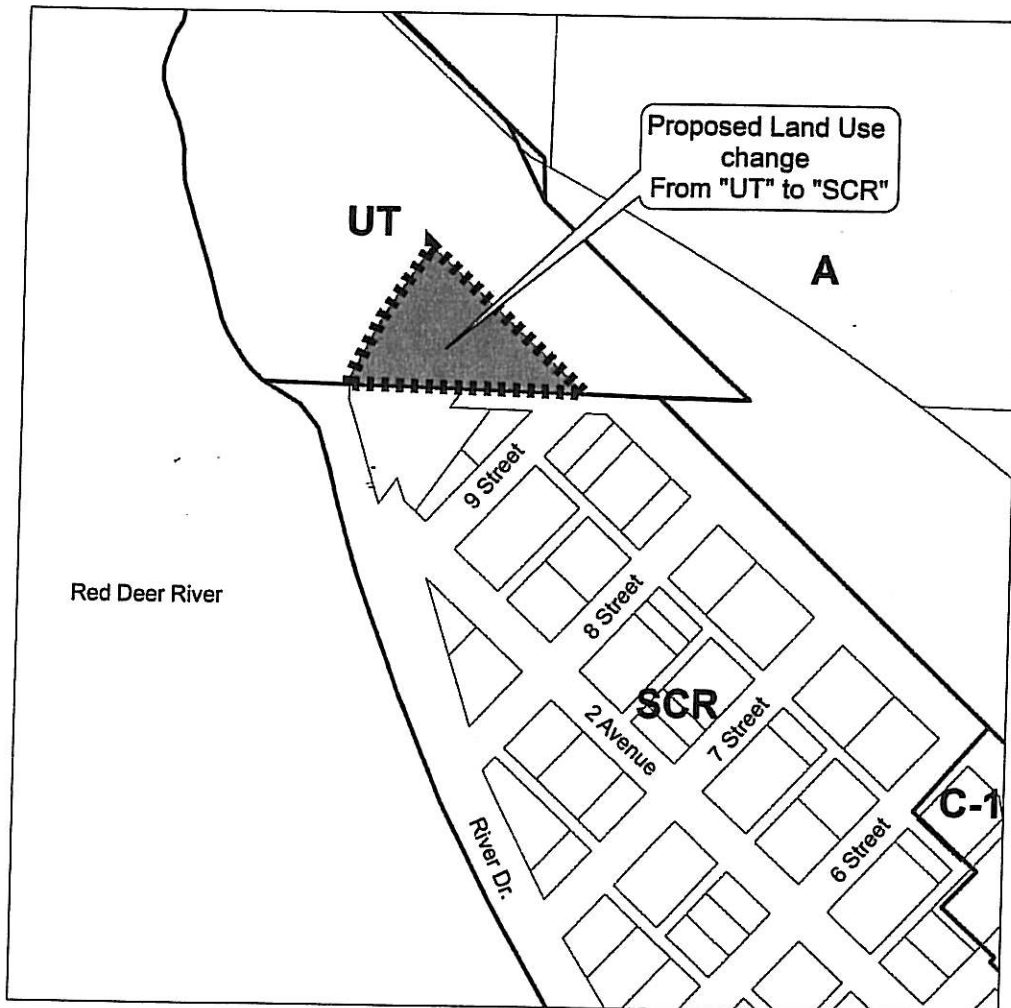 Proposed Land Use
change
From "UT" to "SCR"
UT
A
9 Street
Red Deer River
8 Street
SCR
2 Avenue
7 Street
C-1
River Dr.
6 Street